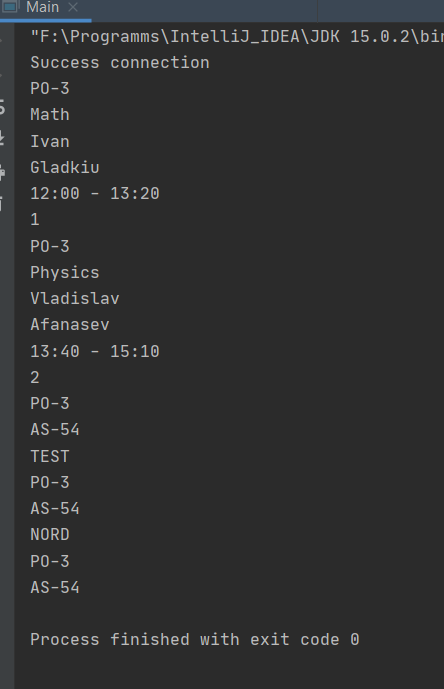 Main
"F:\Programms\IntelliJ_IDEA\JDK 15.0.2\bin
Success connection
PO-3
Math
Ivan
Gladkiu
12:00 - 13:20
1
PO-3
Physics
Vladislav
Afanasev
13:40 - 15:10
2
PO-3
AS-54
TEST
PO-3
AS-54
NORD
PO-3
AS-54
Process finished with exit code 0